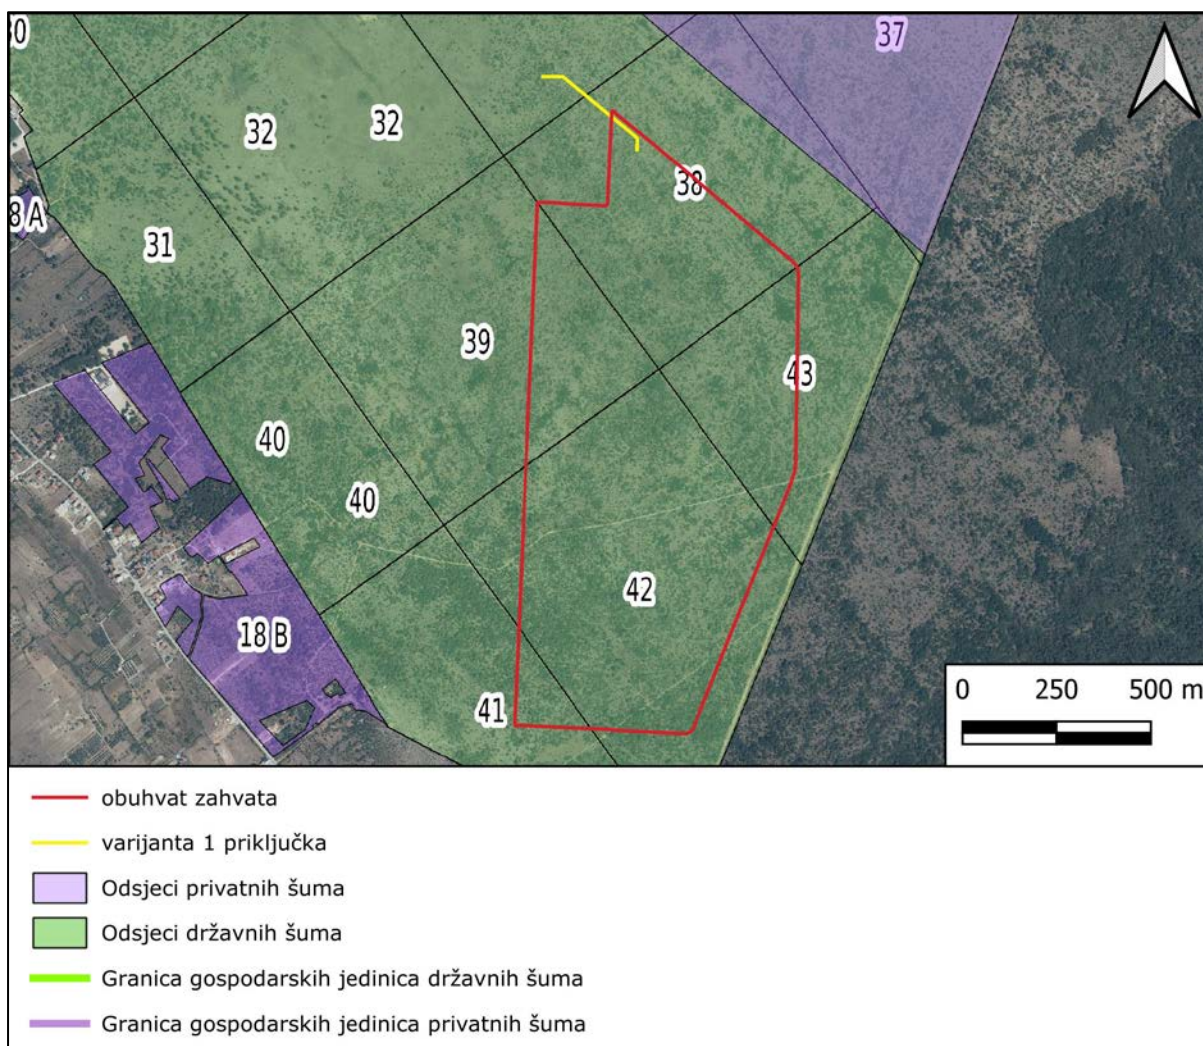 30
37
32
32
38
8 A
31
39
43
40
40
42
18 B
41
0 250 500 m
obuhvat zahvata
varijanta 1 priključka
Odsjeci privatnih šuma
Odsjeci državnih šuma
Granica gospodarskih jedinica državnih šuma
Granica gospodarskih jedinica privatnih šuma